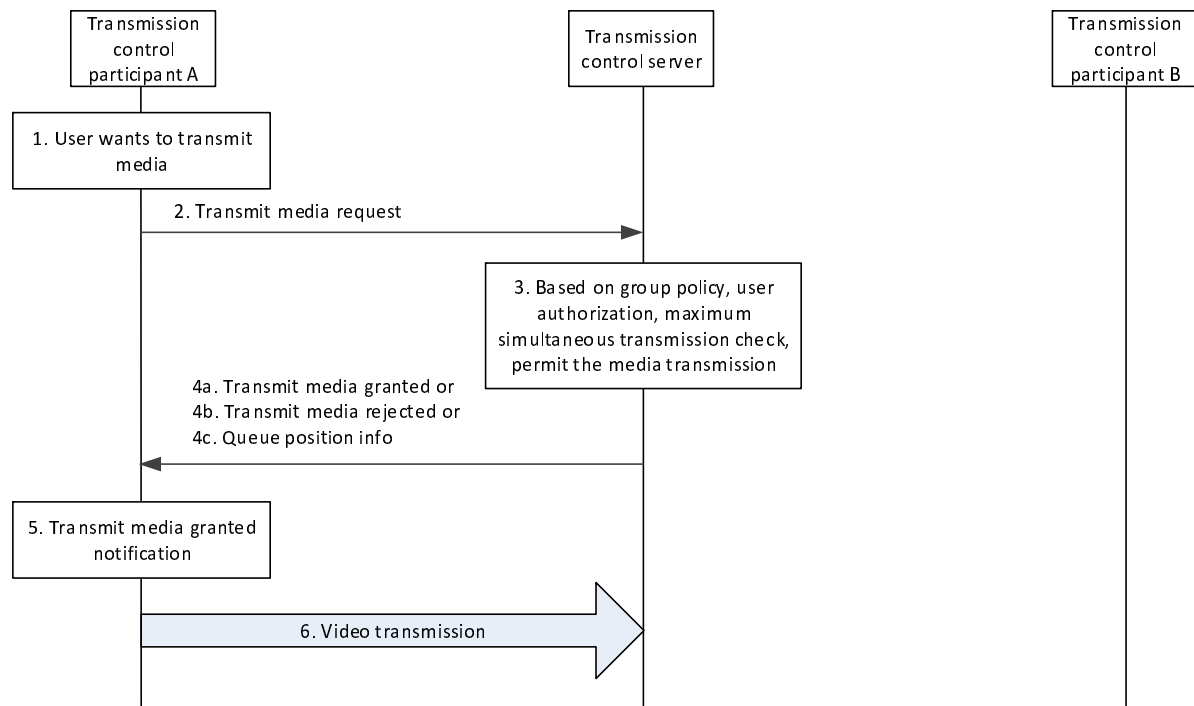 Transmission
control
participant A
Transmission
control server
Transmission
control
participant B
1. User wants to transmit
media
2. Transmit media request
3. Based on group policy, user
authorization, maximum
simultaneous transmission check,
permit the media transmission
4a. Transmit media granted or
4b. Transmit media rejected or
4c. Queue position info
5. Transmit media granted
notification
6. Video transmission